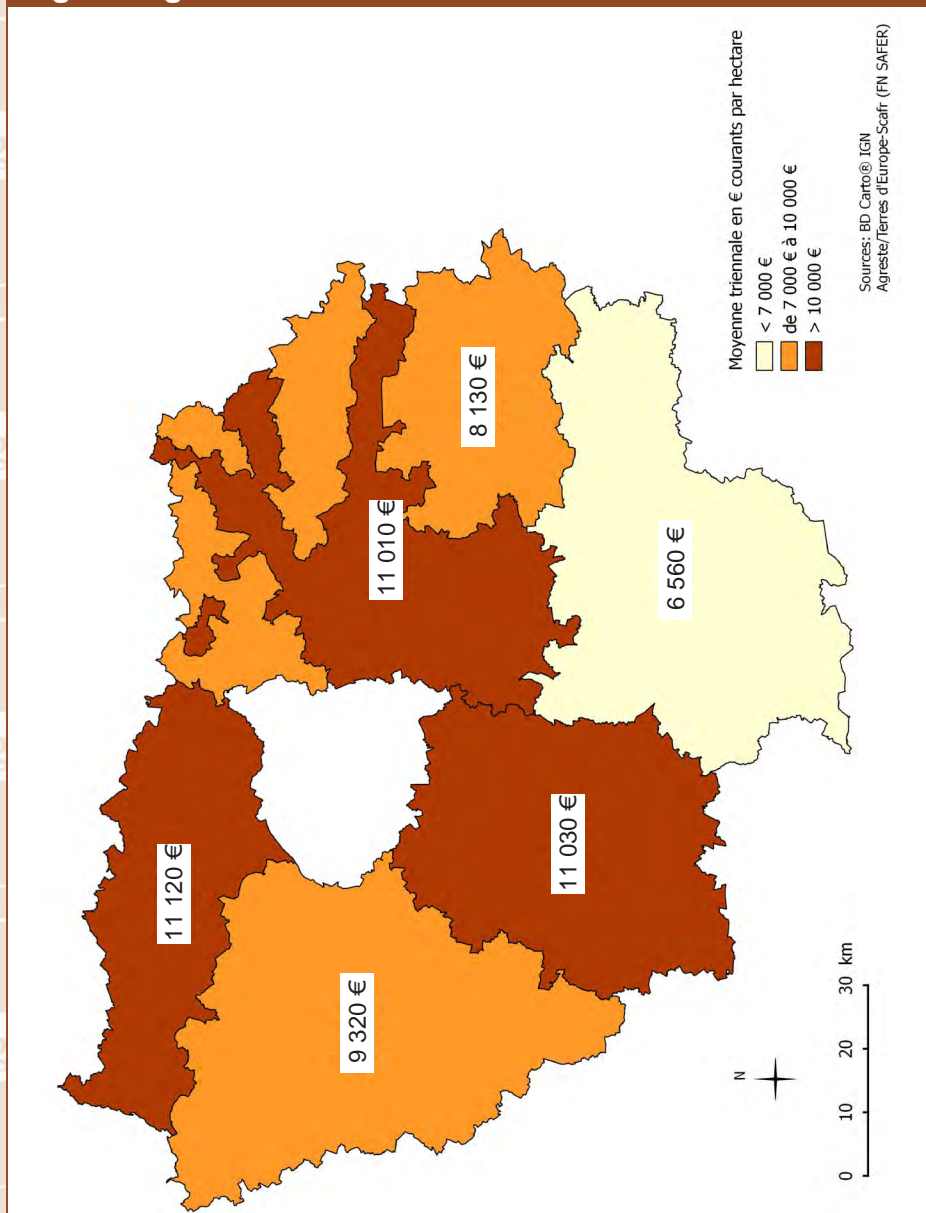 11 120 €
9 320 €
11 010 €
8 130 €
11 030 €
6 560 €
N
0 10 20 30 km
Moyenne triennale en € courants par hectare
< 7 000 €
de 7 000 € à 10 000 €
> 10 000 €
Sources: BD Carto® IGN
Agreste/Terres d'Europe-Scafr (FN SAFER)